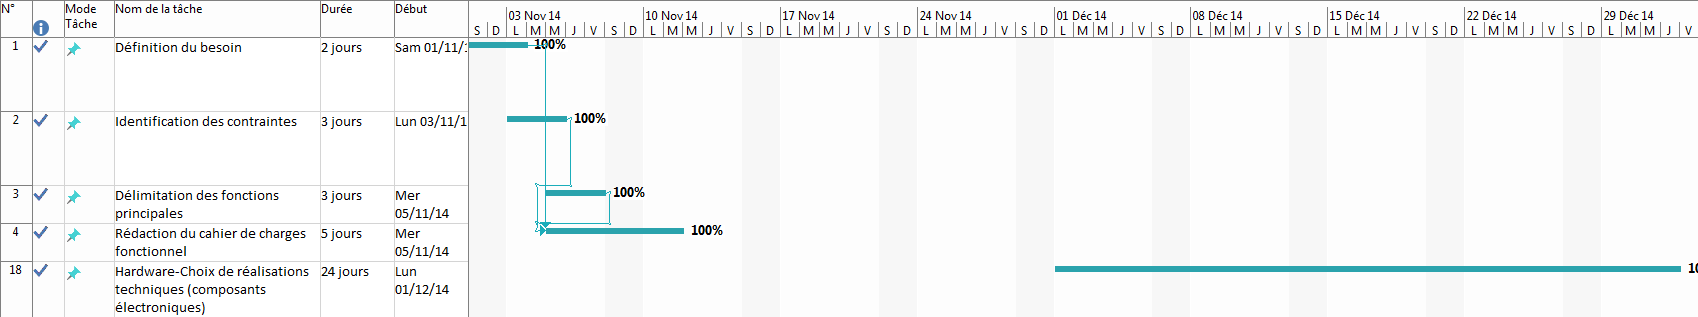 N° Mode Tâche Nom de la tâche Durée Début
03 Nov 14 10 Nov 14 17 Nov 14 24 Nov 14 01 Déc 14 08 Déc 14 15 Déc 14 22 Déc 14 29 Déc 14
S D L M M J V S D L M M J V S D L M M J V S D L M M J V S D L M M J V S D L M M J V S D L M M J V S D L M M J V S D L M M J V
1 Définition du besoin 2 jours Sam 01/11/1 100%
2 Identification des contraintes 3 jours Lun 03/11/1 100%
3 Délimitation des fonctions 3 jours Mer 100%
principales 05/11/14
4 Rédaction du cahier de charges 5 jours Mer 100%
fonctionnel 05/11/14
18 Hardware-Choix de réalisations 24 jours Lun 10
techniques (composants 01/12/14
électroniques)